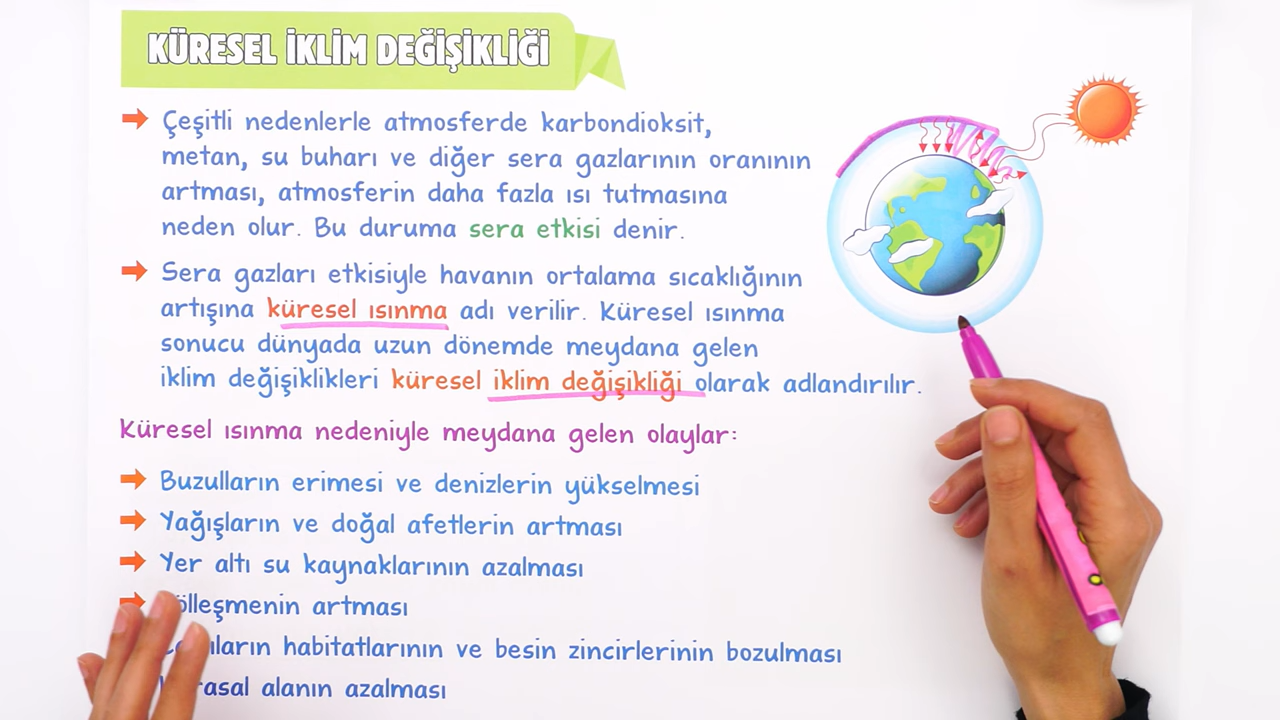 KÜRESEL İKLİM DEĞİŞİKLİĞİ
Çeşitli nedenlerle atmosferde karbondioksit,
metan, su buharı ve diğer sera gazlarının oranının
artması, atmosferin daha fazla ısı tutmasına
neden olur. Bu duruma sera etkisi denir.
Sera gazları etkisiyle havanın ortalama sıcaklığının
artışına küresel ısınma adı verilir. Küresel ısınma
sonucu dünyada uzun dönemde meydana gelen
iklim değişiklikleri küresel iklim değişikliği olarak adlandırılır.
Küresel ısınma nedeniyle meydana gelen olaylar:
Buzulların erimesi ve denizlerin yükselmesi
Yağışların ve doğal afetlerin artması
Yer altı su kaynaklarının azalması
artması
habitatlarının ve besin zincirlerinin bozulması
alanın azalması